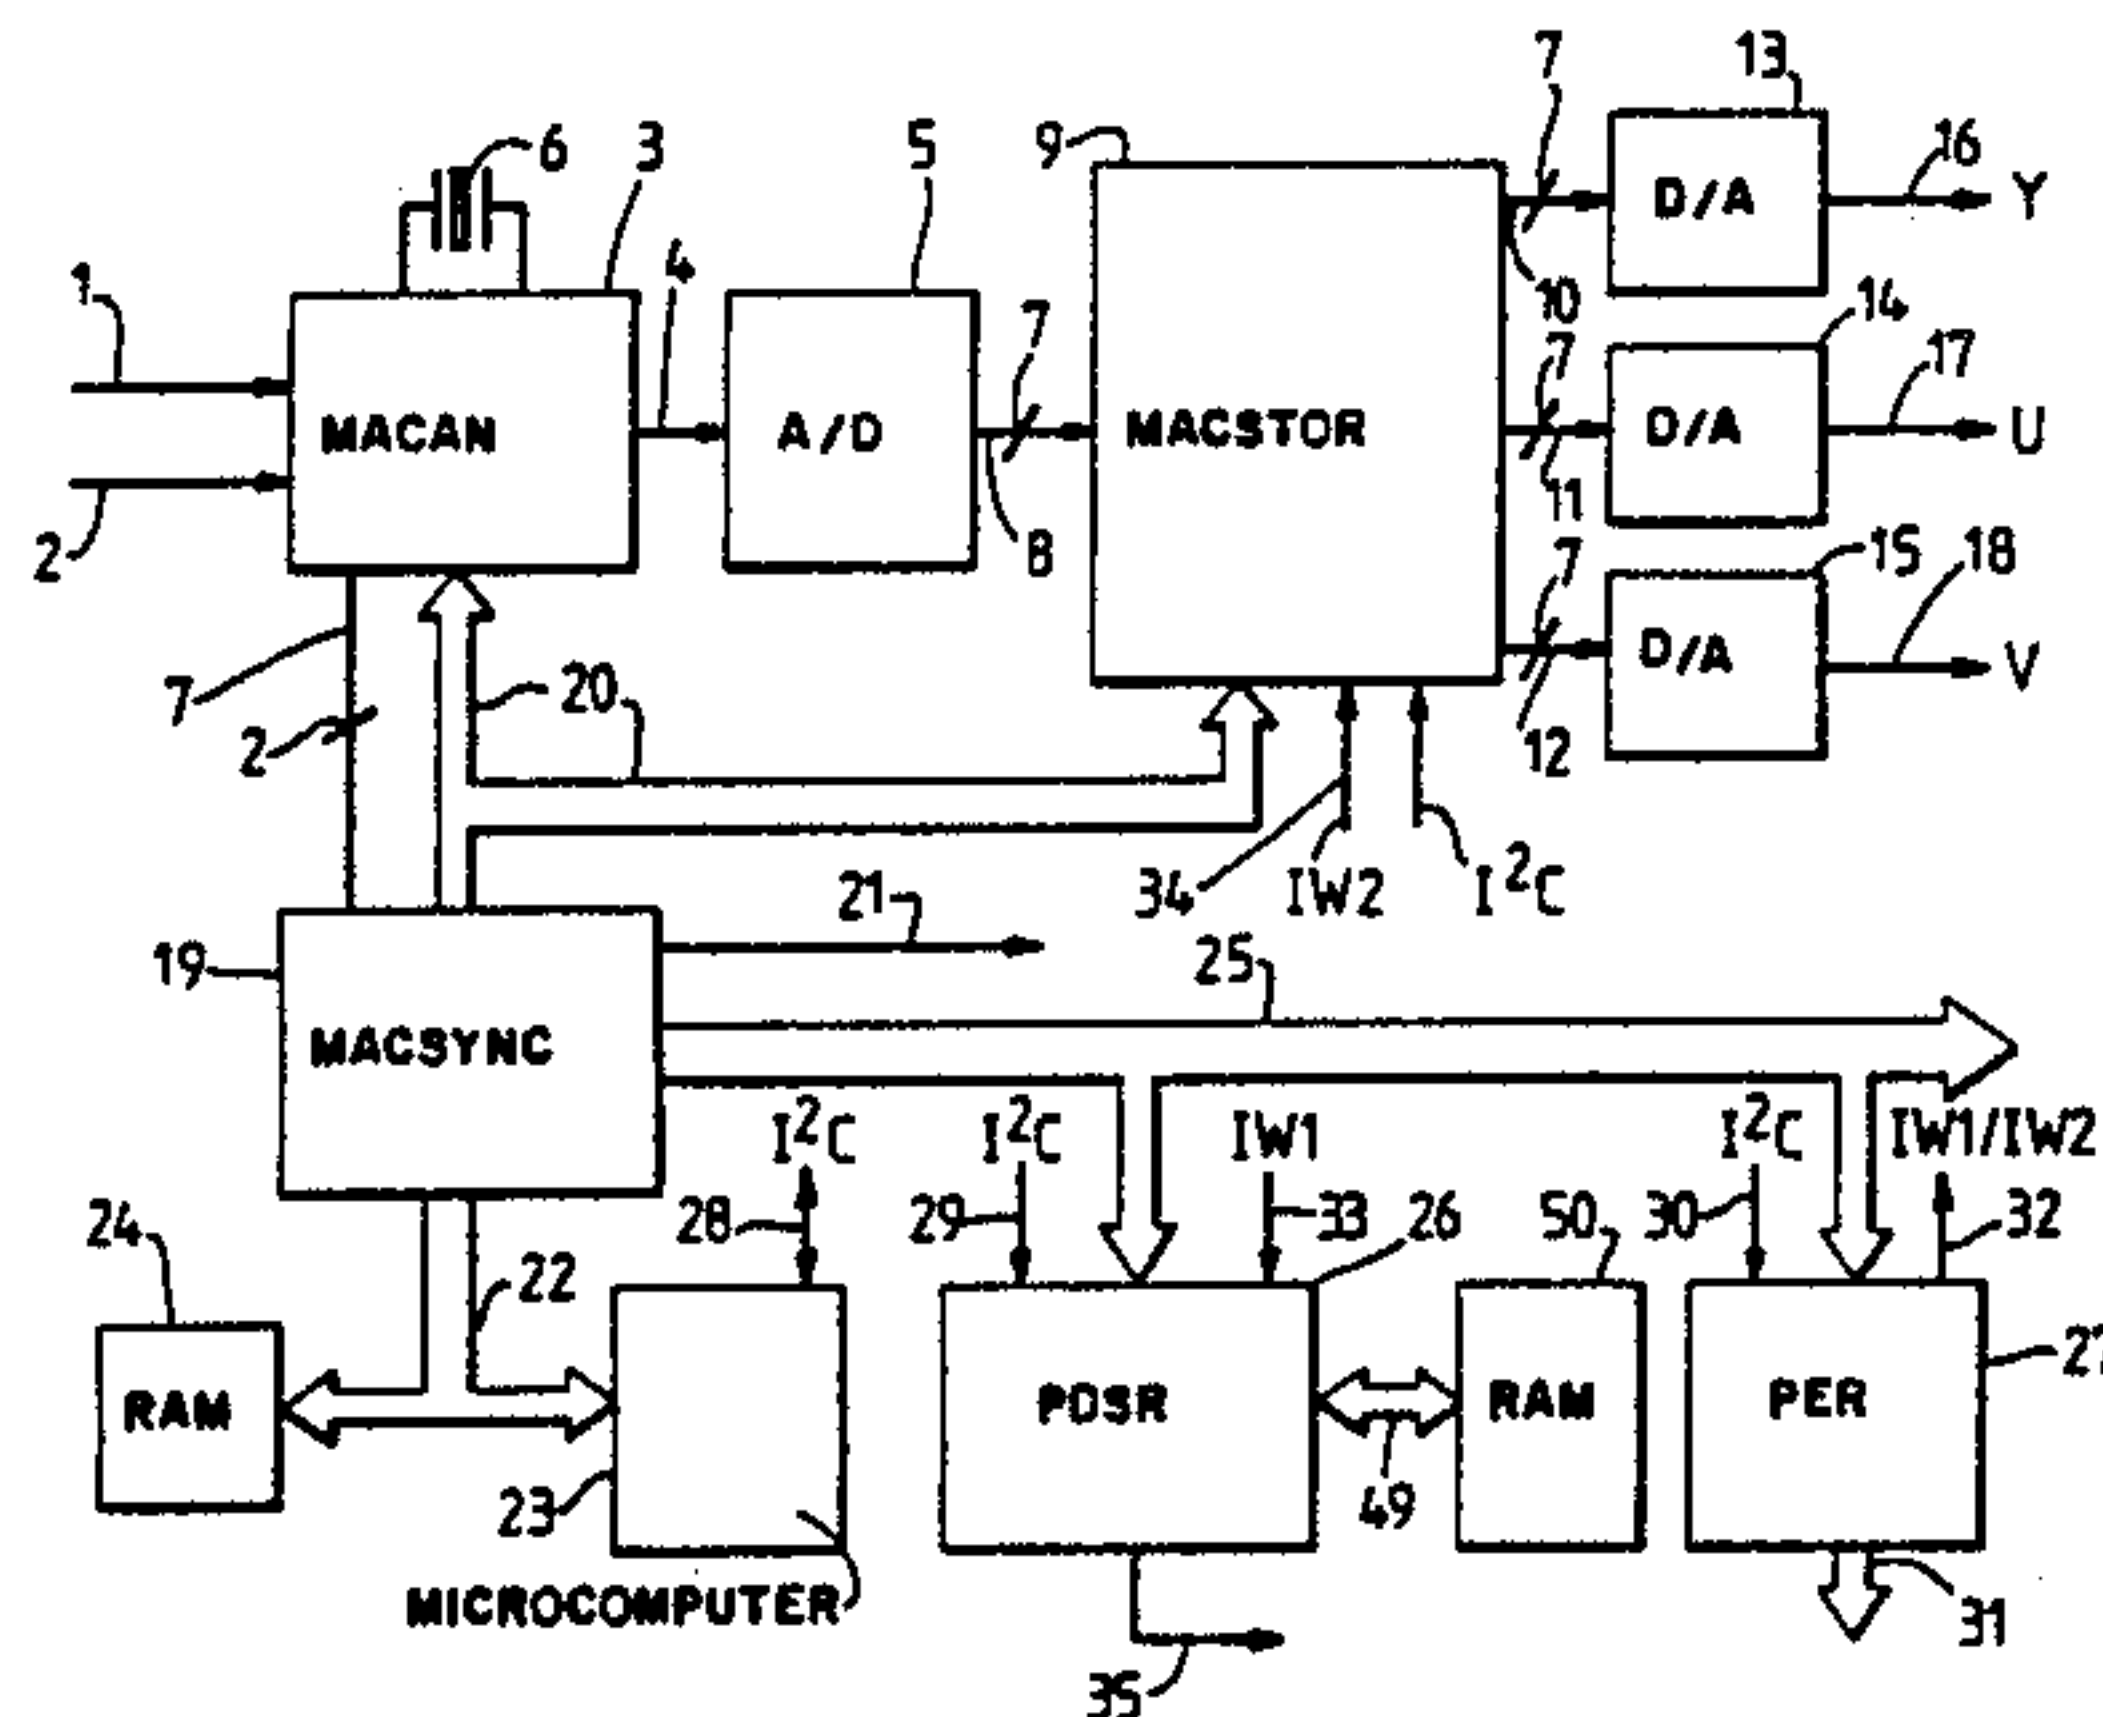 7
13
6
3
5
9
16
D/A
Y
1
4
7
10
14
7
17
MACAN
A/D
MACSTOR
D/A
U
2
8
11
7
15
18
7
20
D/A
V
2
12
34
IW2
I²C
21
19
25
MACSYNC
I²C
I²C
IW1
I²C
IW1/IW2
24
28
29
33
26
50
30
32
22
27
RAM
PDSR
RAM
PER
23
49
MICROCOMPUTER
31
35